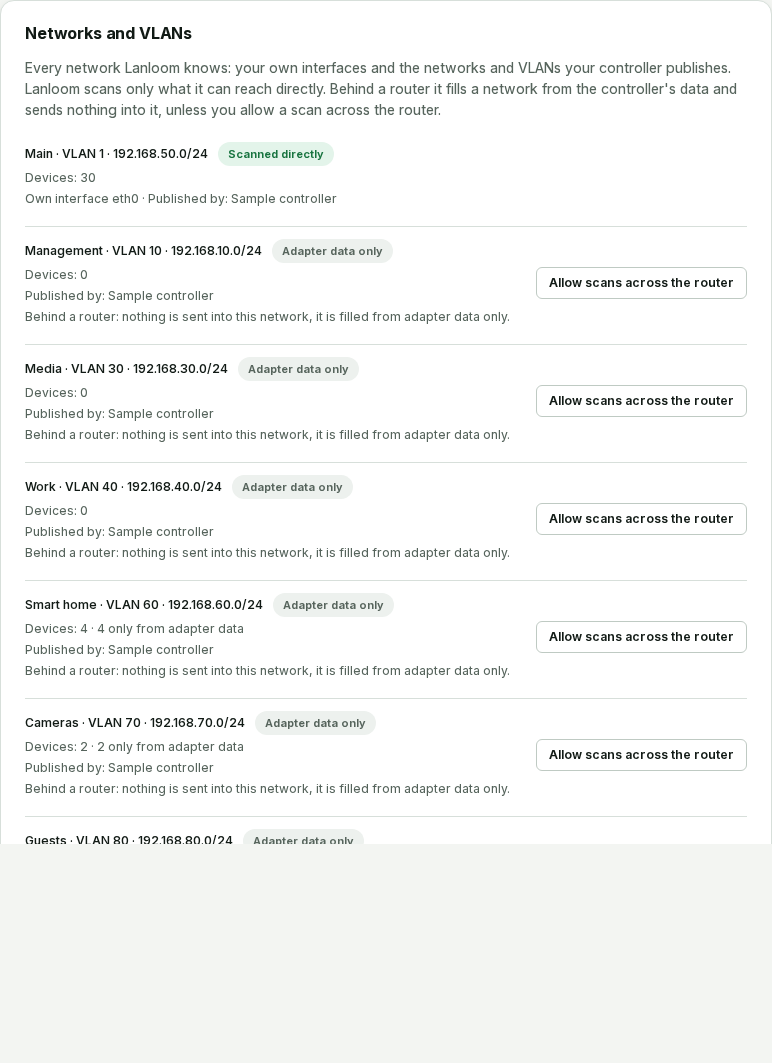 Networks and VLANs
Every network Lanloom knows: your own interfaces and the networks and VLANs your controller publishes.
Lanloom scans only what it can reach directly. Behind a router it fills a network from the controller's data and
sends nothing into it, unless you allow a scan across the router.
Main · VLAN 1 · 192.168.50.0/24 Scanned directly
Devices: 30
Own interface eth0 · Published by: Sample controller
Management · VLAN 10 · 192.168.10.0/24 Adapter data only
Devices: 0
Allow scans across the router
Published by: Sample controller
Behind a router: nothing is sent into this network, it is filled from adapter data only.
Media · VLAN 30 · 192.168.30.0/24 Adapter data only
Devices: 0
Allow scans across the router
Published by: Sample controller
Behind a router: nothing is sent into this network, it is filled from adapter data only.
Work · VLAN 40 · 192.168.40.0/24 Adapter data only
Devices: 0
Allow scans across the router
Published by: Sample controller
Behind a router: nothing is sent into this network, it is filled from adapter data only.
Smart home · VLAN 60 · 192.168.60.0/24 Adapter data only
Devices: 4 · 4 only from adapter data
Allow scans across the router
Published by: Sample controller
Behind a router: nothing is sent into this network, it is filled from adapter data only.
Cameras · VLAN 70 · 192.168.70.0/24 Adapter data only
Devices: 2 · 2 only from adapter data
Allow scans across the router
Published by: Sample controller
Behind a router: nothing is sent into this network, it is filled from adapter data only.
Guests · VLAN 80 · 192.168.80.0/24 Adapter data only